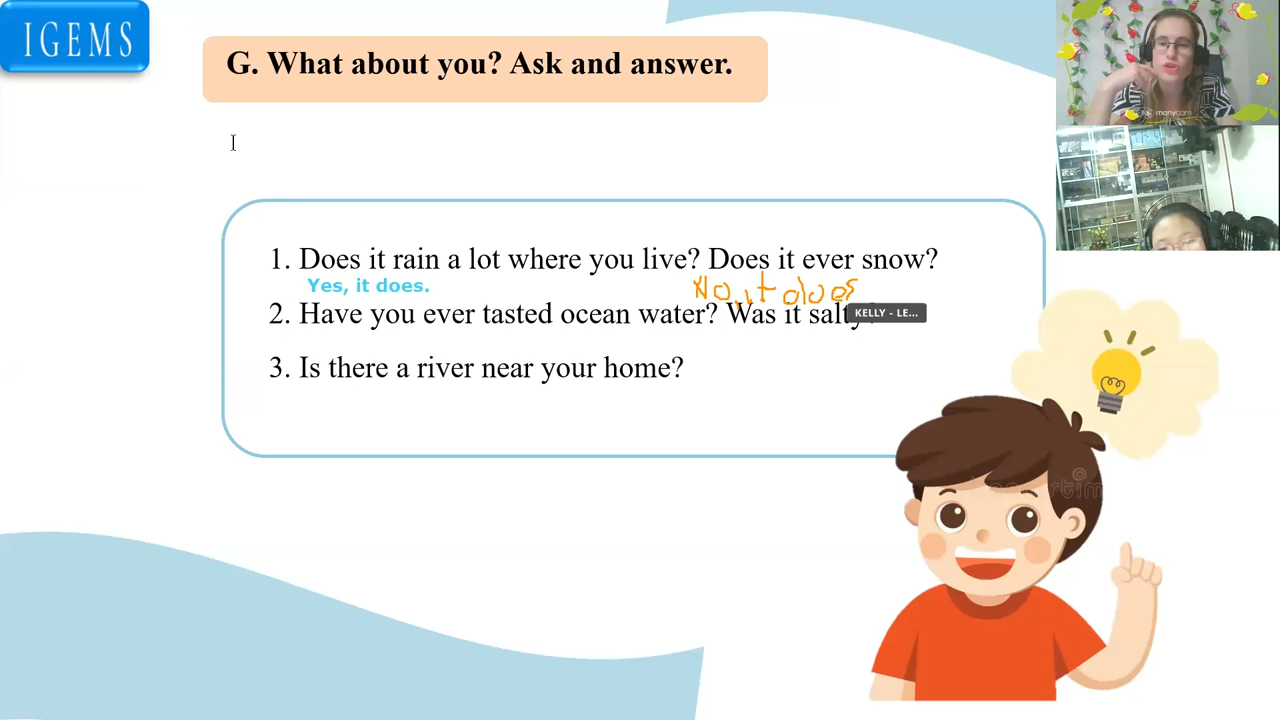 IGEMS
G. What about you? Ask and answer.
manycam
1. Does it rain a lot where you live? Does it ever snow?
Yes, it does.
No, it does
2. Have you ever tasted ocean water? Was it salty
KELLY - LE...
3. Is there a river near your home?